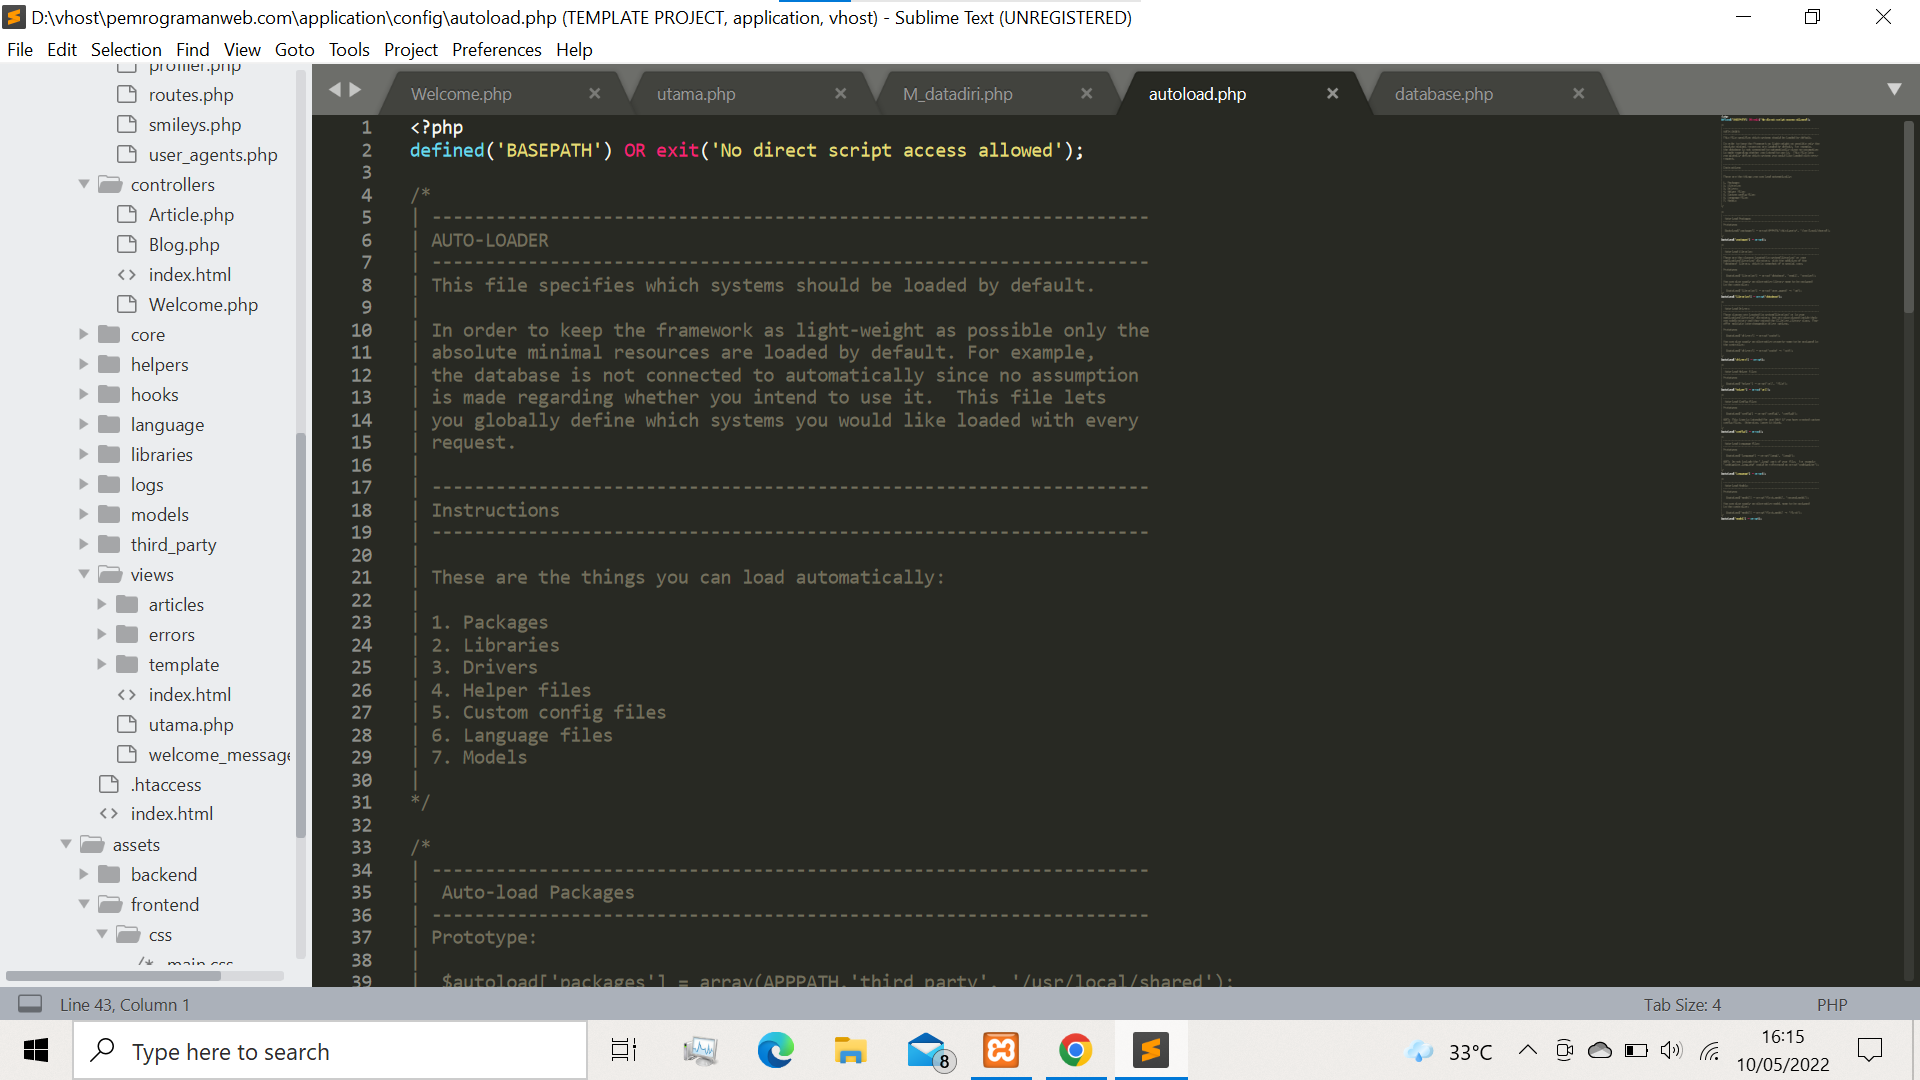 D:\vhost\pemrogramanweb.com\application\config\autoload.php (TEMPLATE PROJECT, application, vhost) - Sublime Text (UNREGISTERED)
File Edit Selection Find View Goto Tools Project Preferences Help
profiler.php
routes.php
smileys.php
user_agents.php
controllers
Article.php
Blog.php
index.html
Welcome.php
core
helpers
hooks
language
libraries
logs
models
third_party
views
articles
errors
template
index.html
utama.php
welcome_message
.htaccess
index.html
assets
backend
frontend
css
main.css
Welcome.php utama.php M_datadiri.php autoload.php database.php
1 <?php
2 defined('BASEPATH') OR exit('No direct script access allowed');
3
4 /*
5 | -------------------------------------------------------------------
6 | AUTO-LOADER
7 | -------------------------------------------------------------------
8 | This file specifies which systems should be loaded by default.
9 |
10 | In order to keep the framework as light-weight as possible only the
11 | absolute minimal resources are loaded by default. For example,
12 | the database is not connected to automatically since no assumption
13 | is made regarding whether you intend to use it.  This file lets
14 | you globally define which systems you would like loaded with every
15 | request.
16 |
17 | -------------------------------------------------------------------
18 | Instructions
19 | -------------------------------------------------------------------
20 |
21 | These are the things you can load automatically:
22 |
23 | 1. Packages
24 | 2. Libraries
25 | 3. Drivers
26 | 4. Helper files
27 | 5. Custom config files
28 | 6. Language files
29 | 7. Models
30 |
31 */
32
33 /*
34 | -------------------------------------------------------------------
35 |  Auto-load Packages
36 | -------------------------------------------------------------------
37 | Prototype:
38 |
39 |  $autoload['packages'] = array(APPPATH.'third_party', '/usr/local/shared');
Line 43, Column 1
Tab Size: 4 PHP
Type here to search
8
33°C
16:15
10/05/2022